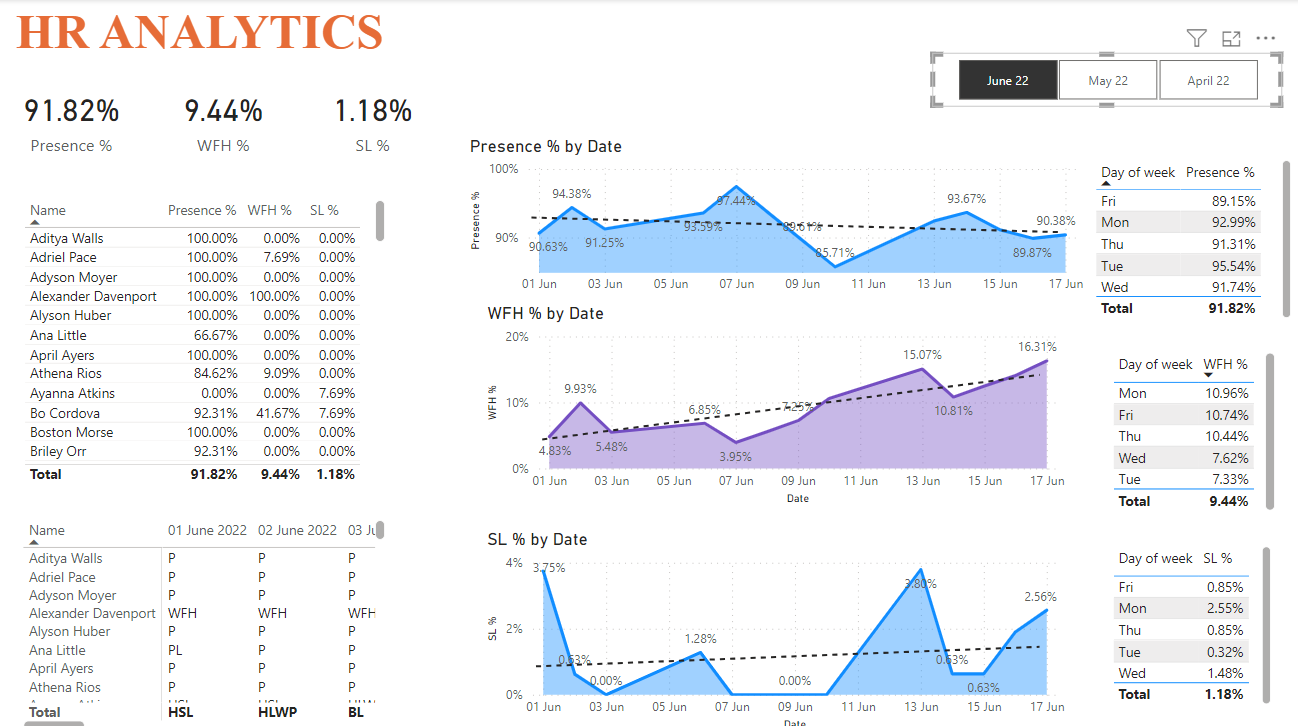 HR ANALYTICS
June 22 May 22 April 22
91.82% 9.44% 1.18%
Presence % WFH % SL %
Name Presence % WFH % SL %
Aditya Walls 100.00% 0.00% 0.00%
Adriel Pace 100.00% 7.69% 0.00%
Adyson Moyer 100.00% 0.00% 0.00%
Alexander Davenport 100.00% 100.00% 0.00%
Alyson Huber 100.00% 0.00% 0.00%
Ana Little 66.67% 0.00% 0.00%
April Ayers 100.00% 0.00% 0.00%
Athena Rios 84.62% 9.09% 0.00%
Ayanna Atkins 0.00% 0.00% 7.69%
Bo Cordova 92.31% 41.67% 7.69%
Boston Morse 100.00% 0.00% 0.00%
Briley Orr 92.31% 0.00% 0.00%
Total 91.82% 9.44% 1.18%
Name 01 June 2022 02 June 2022 03 Ju
Aditya Walls P P P
Adriel Pace P P P
Adyson Moyer P P P
Alexander Davenport WFH WFH WFH
Alyson Huber P P P
Ana Little PL P P
April Ayers P P P
Athena Rios P P P
Total HSL HLWP BL
Presence % by Date
Presence %
100%
90%
90.63% 94.38% 91.25% 93.59% 97.44% 89.61% 85.71% 93.67% 89.87% 90.38%
01 Jun 03 Jun 05 Jun 07 Jun 09 Jun 11 Jun 13 Jun 15 Jun 17 Jun
WFH % by Date
WFH %
20%
10%
0%
4.83% 9.93% 5.48% 6.85% 3.95% 7.25% 15.07% 10.81% 16.31%
01 Jun 03 Jun 05 Jun 07 Jun 09 Jun 11 Jun 13 Jun 15 Jun 17 Jun
Date
SL % by Date
SL %
4%
2%
0%
3.75% 0.63% 0.00% 1.28% 0.00% 3.80% 0.63% 0.63% 2.56%
01 Jun 03 Jun 05 Jun 07 Jun 09 Jun 11 Jun 13 Jun 15 Jun 17 Jun
Date
Day of week Presence %
Fri 89.15%
Mon 92.99%
Thu 91.31%
Tue 95.54%
Wed 91.74%
Total 91.82%
Day of week WFH %
Mon 10.96%
Fri 10.74%
Thu 10.44%
Wed 7.62%
Tue 7.33%
Total 9.44%
Day of week SL %
Fri 0.85%
Mon 2.55%
Thu 0.85%
Tue 0.32%
Wed 1.48%
Total 1.18%